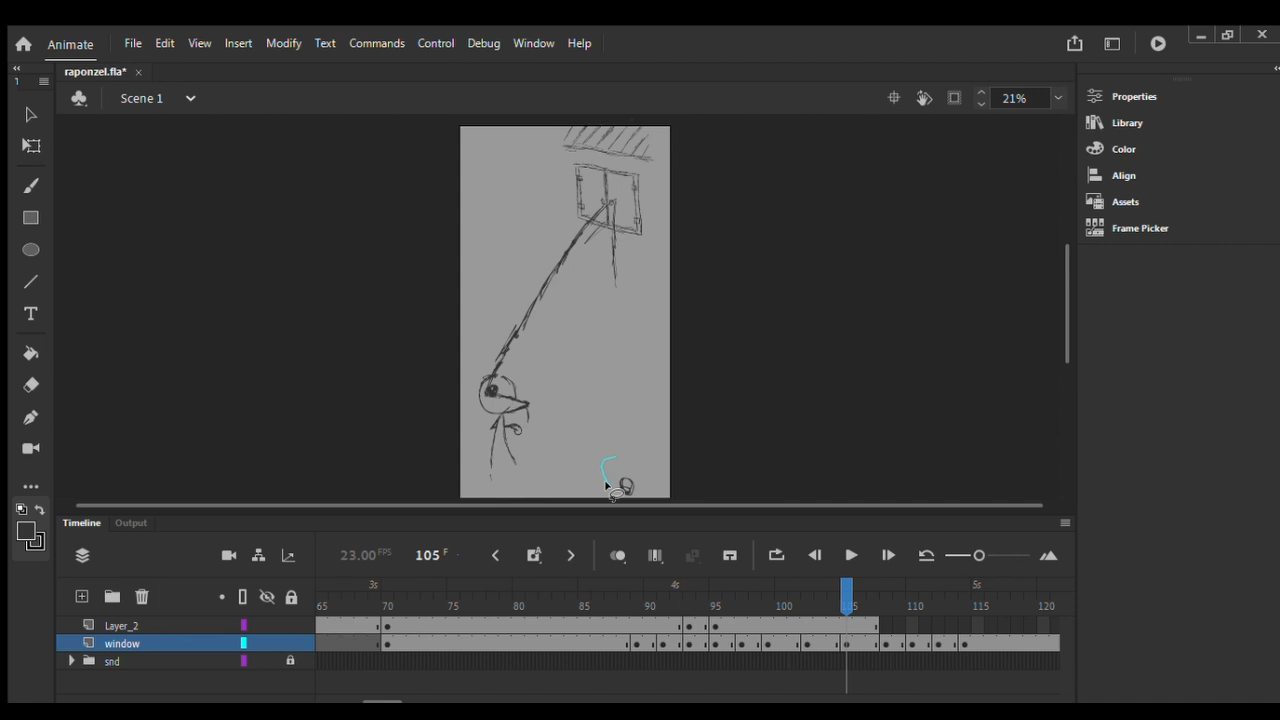 Animate File Edit View Insert Modify Text Commands Control Debug Window Help
1 raponzel.fla* ×
Scene 1 21%
Properties
Library
Color
Align
Assets
Frame Picker
T
Timeline Output
23.00 FPS 105 F
3s 4s 5s
65 70 75 80 85 90 95 100 105 110 115 120
Layer_2
window
snd